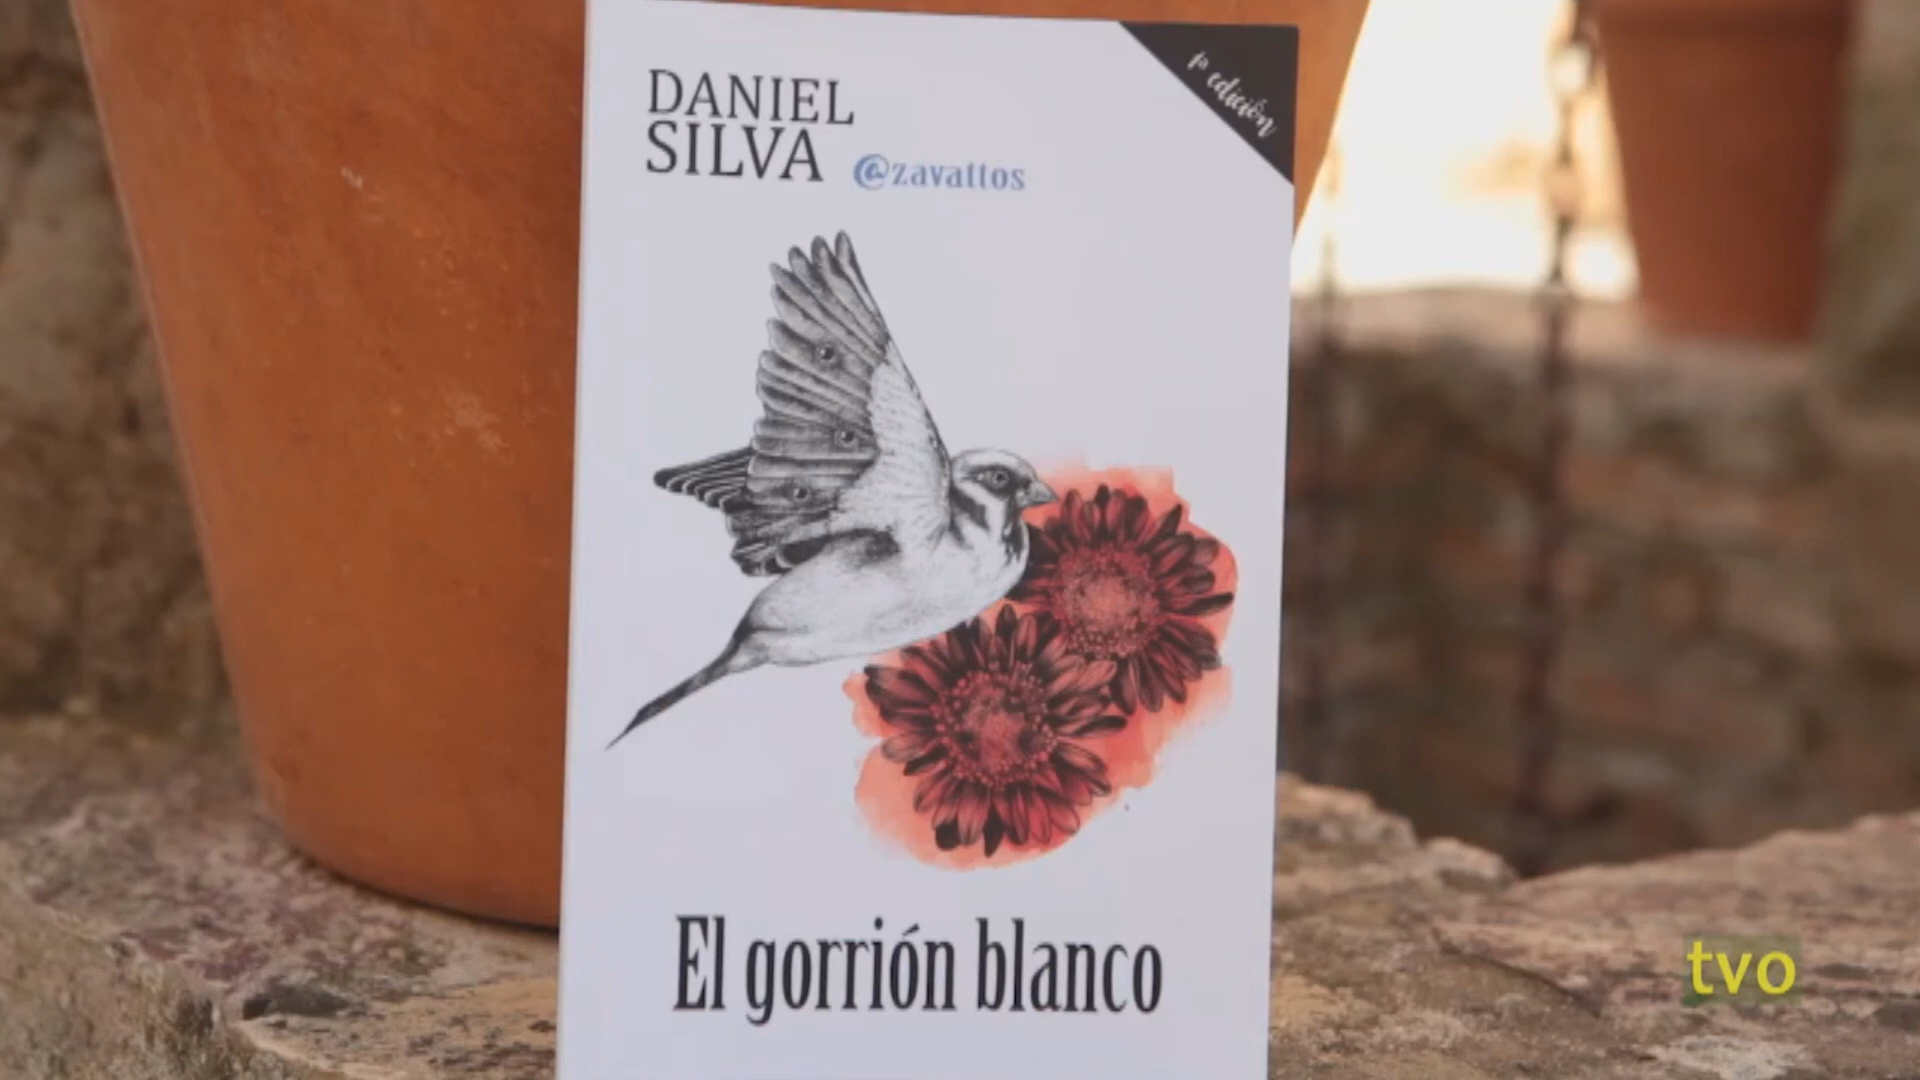 DANIEL
SILVA @zavattos
1ª edición
El gorrión blanco
tvo